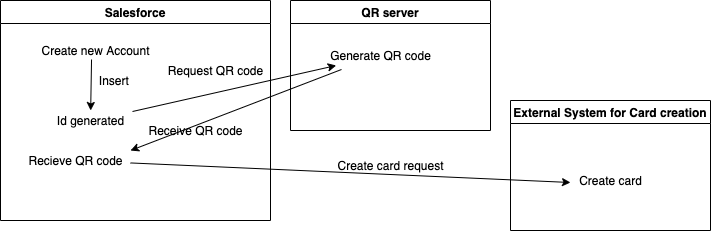 Salesforce
Create new Account
Insert
Id generated
Recieve QR code
Request QR code
Receive QR code
QR server
Generate QR code
Create card request
External System for Card creation
Create card